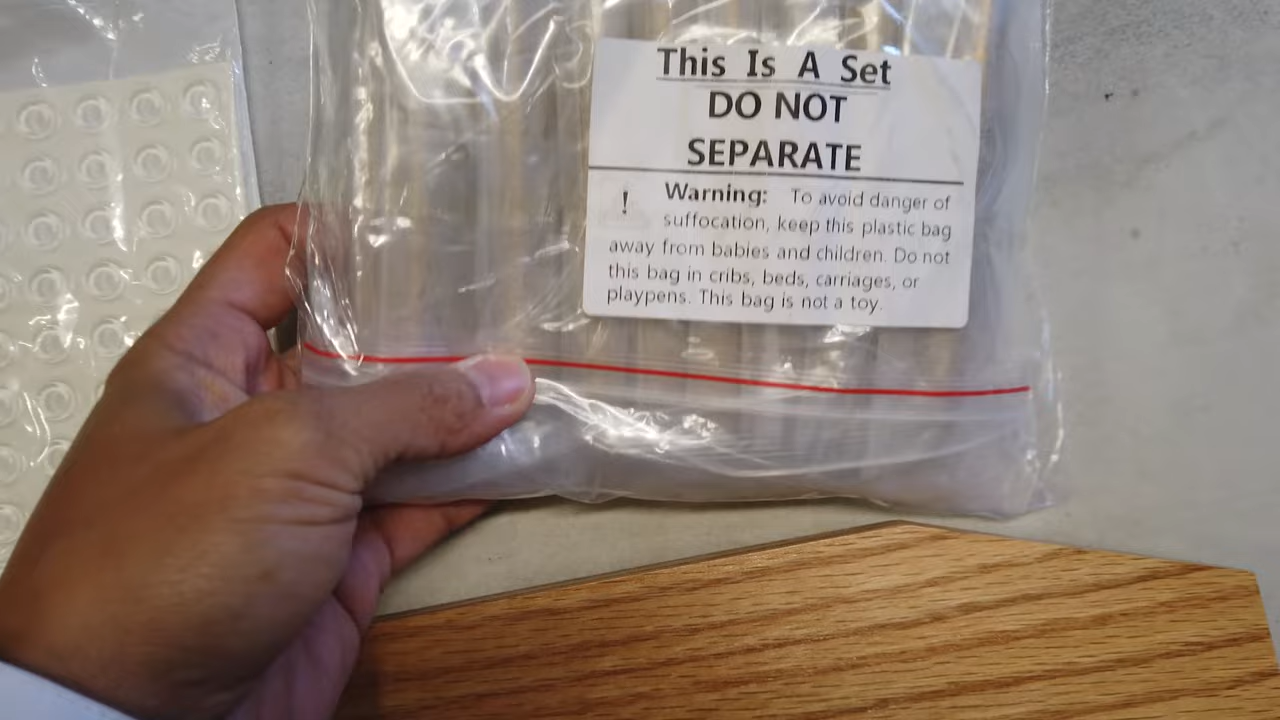 This Is A Set
DO NOT
SEPARATE
! Warning: To avoid danger of
suffocation, keep this plastic bag
away from babies and children. Do not
this bag in cribs, beds, carriages, or
playpens. This bag is not a toy.